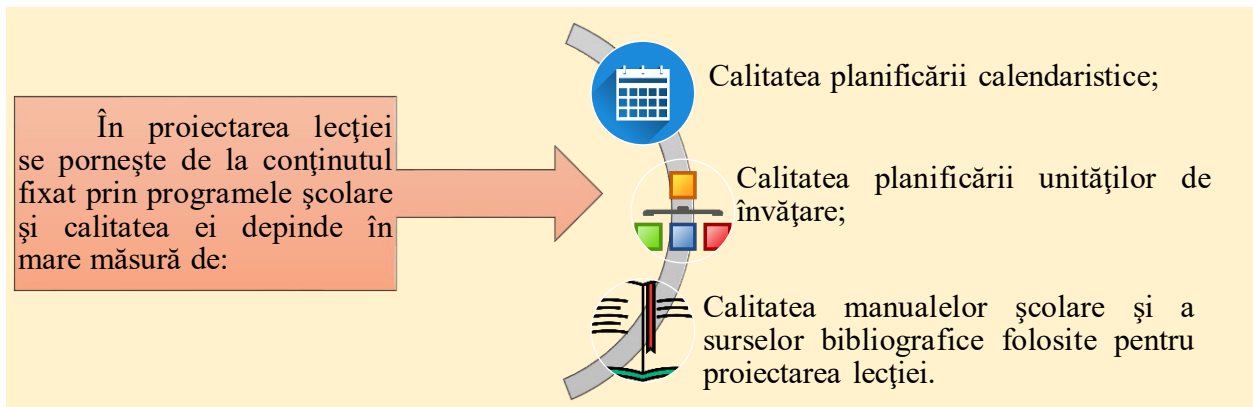 În proiectarea lecţiei
se porneşte de la conţinutul
fixat prin programele şcolare
şi calitatea ei depinde în
mare măsură de:
Calitatea planificării calendaristice;
Calitatea planificării unităţilor de
învăţare;
Calitatea manualelor şcolare şi a
surselor bibliografice folosite pentru
proiectarea lecţiei.